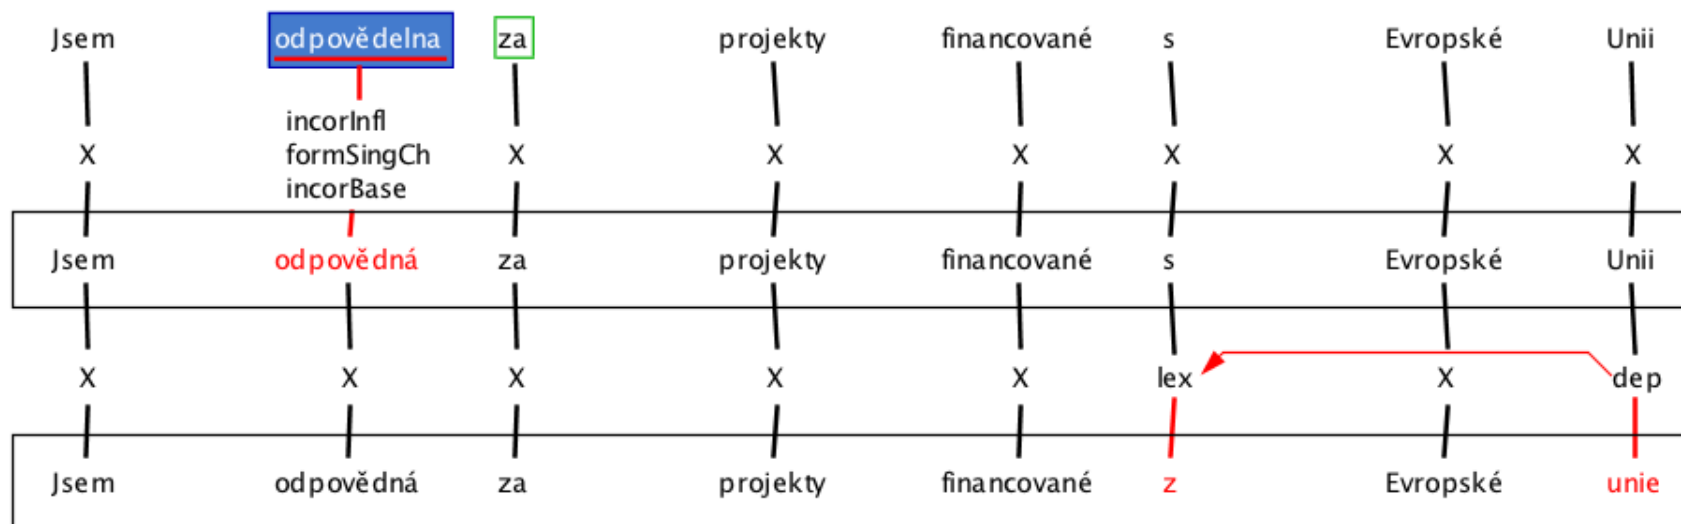 Jsem odpovědelna za projekty financované s Evropské Unii
incorInfl
X formSingCh X X X X X X
incorBase
Jsem odpovědná za projekty financované s Evropské Unii
X X X X X lex X dep
Jsem odpovědná za projekty financované z Evropské unie